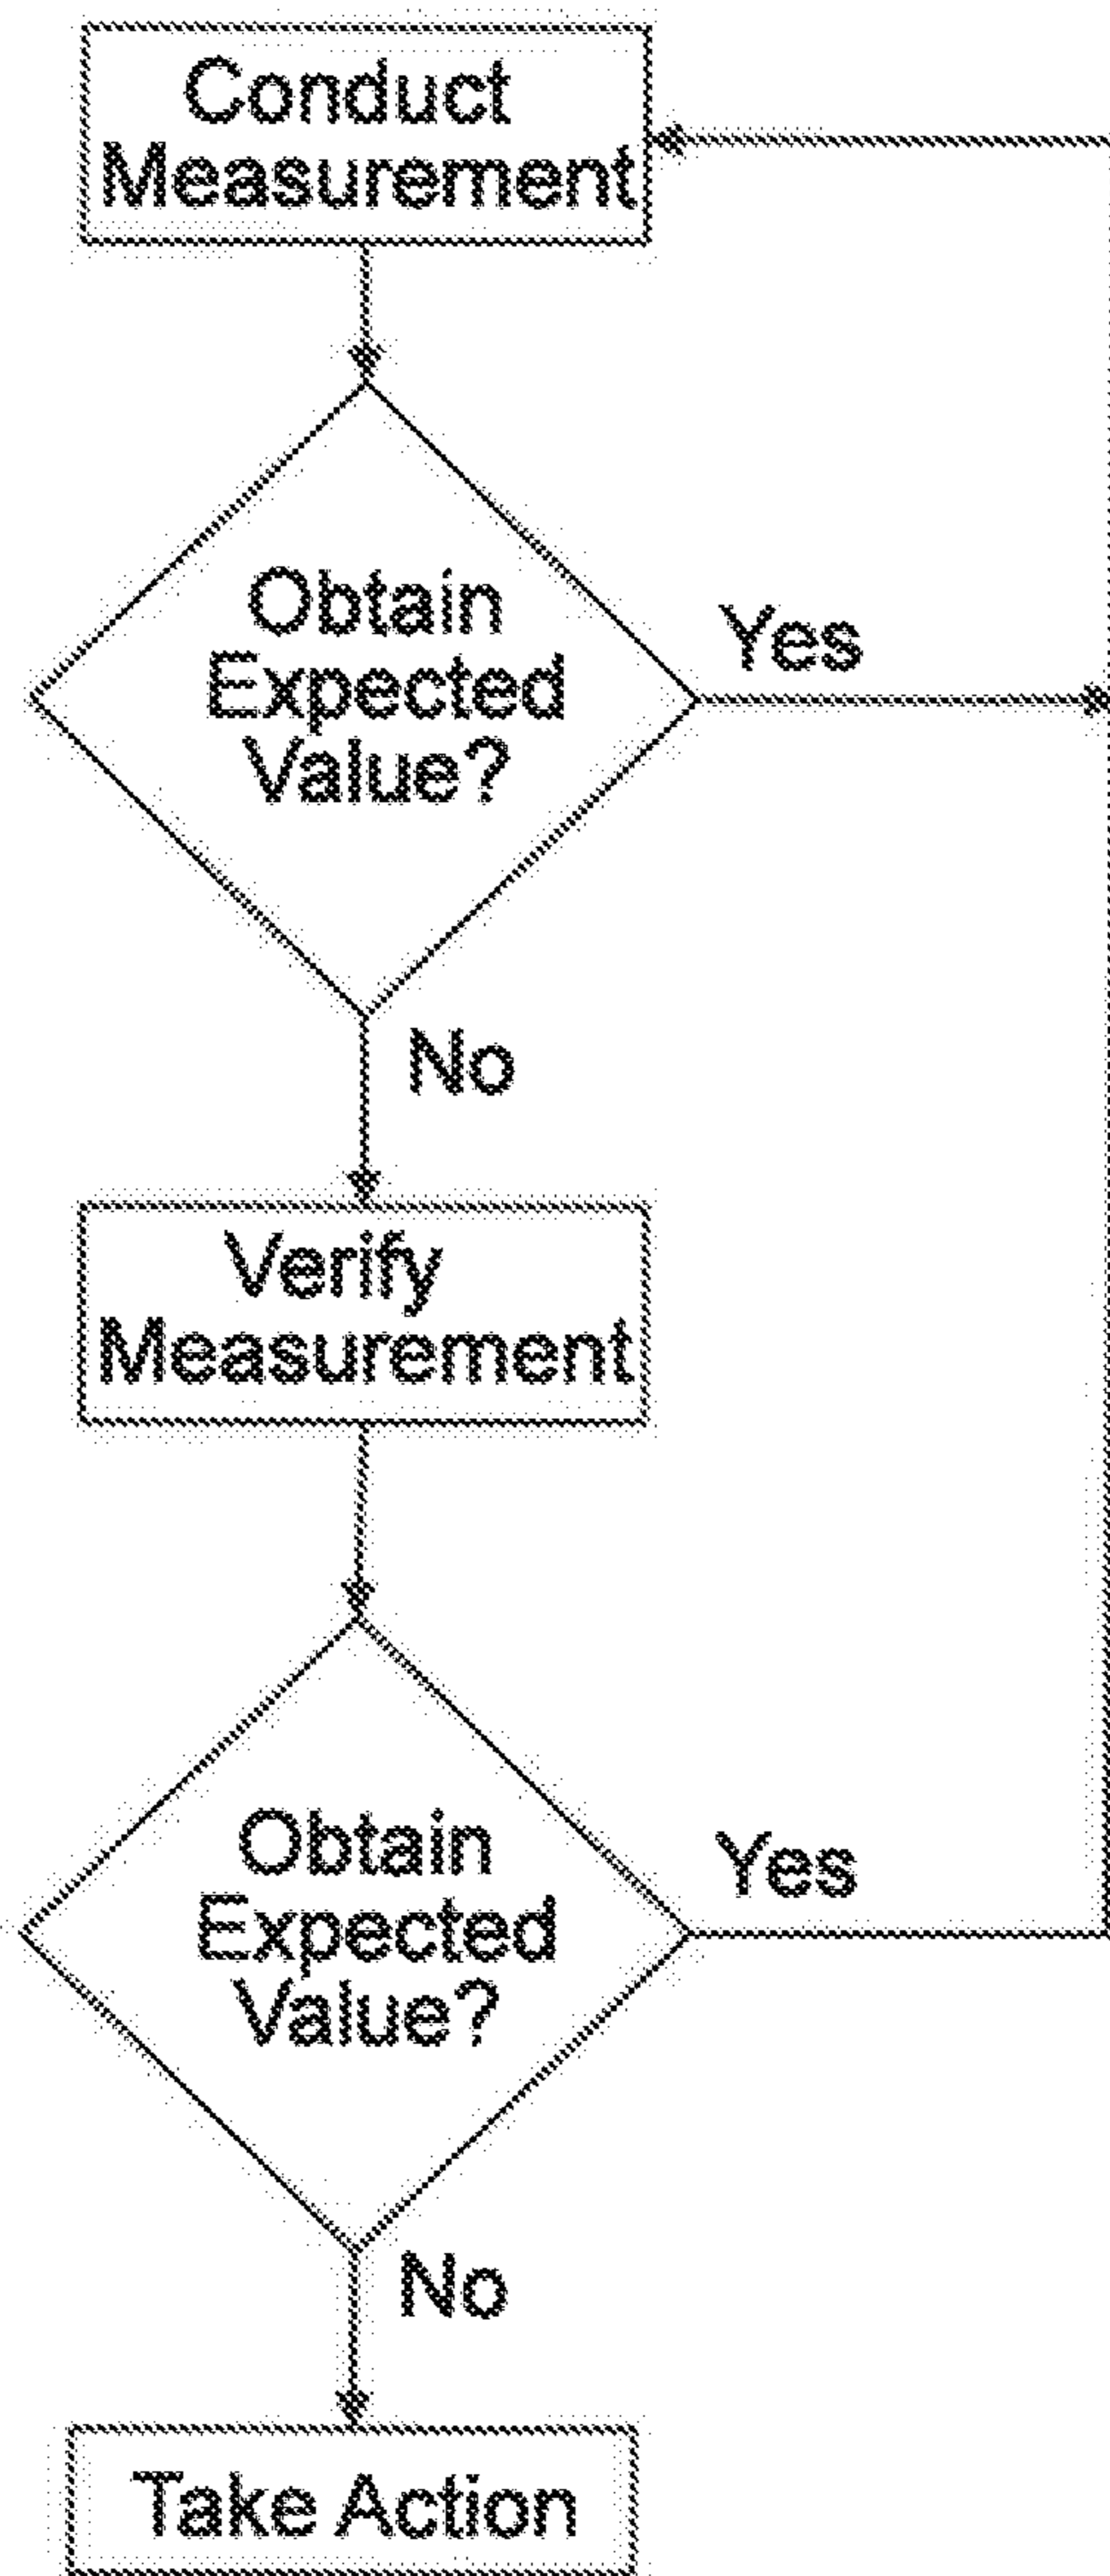 Conduct
Measurement
Obtain
Expected
Value?
Yes
No
Verify
Measurement
Obtain
Expected
Value?
Yes
No
Take Action